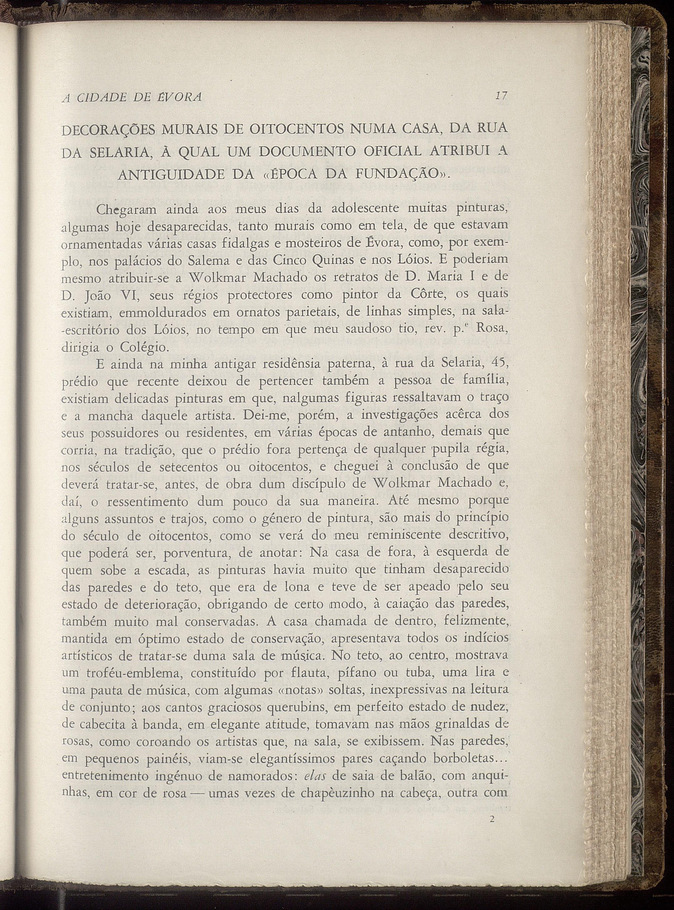 A CIDADE DE ÉVORA 17
DECORAÇÕES MURAIS DE OITOCENTOS NUMA CASA, DA RUA
DA SELARIA, À QUAL UM DOCUMENTO OFICIAL ATRIBUI A
ANTIGUIDADE DA «ÉPOCA DA FUNDAÇÃO».
Chegaram ainda aos meus dias da adolescente muitas pinturas,
algumas hoje desaparecidas, tanto murais como em tela, de que estavam
ornamentadas várias casas fidalgas e mosteiros de Évora, como, por exem-
plo, nos palácios do Salema e das Cinco Quinas e nos Lóios. E poderiam
mesmo atribuir-se a Wolkmar Machado os retratos de D. Maria I e de
D. João VI, seus régios protectores como pintor da Côrte, os quais
existiam, emmoldurados em ornatos parietais, de linhas simples, na sala-
-escritório dos Lóios, no tempo em que meu saudoso tio, rev. p.e Rosa,
dirigia o Colégio.
E ainda na minha antigar residênsia paterna, à rua da Selaria, 45,
prédio que recente deixou de pertencer também a pessoa de família,
existiam delicadas pinturas em que, nalgumas figuras ressaltavam o traço
e a mancha daquele artista. Dei-me, porém, a investigações acêrca dos
seus possuidores ou residentes, em várias épocas de antanho, demais que
corria, na tradição, que o prédio fora pertença de qualquer pupila régia,
nos séculos de setecentos ou oitocentos, e cheguei à conclusão de que
deverá tratar-se, antes, de obra dum discípulo de Wolkmar Machado e,
daí, o ressentimento dum pouco da sua maneira. Até mesmo porque
alguns assuntos e trajos, como o género de pintura, são mais do princípio
do século de oitocentos, como se verá do meu reminiscente descritivo,
que poderá ser, porventura, de anotar: Na casa de fora, à esquerda de
quem sobe a escada, as pinturas havia muito que tinham desaparecido
das paredes e do teto, que era de lona e teve de ser apeado pelo seu
estado de deterioração, obrigando de certo modo, à caiação das paredes,
também muito mal conservadas. A casa chamada de dentro, felizmente,
mantida em óptimo estado de conservação, apresentava todos os indícios
artísticos de tratar-se duma sala de música. No teto, ao centro, mostrava
um troféu-emblema, constituído por flauta, pífano ou tuba, uma lira e
uma pauta de música, com algumas «notas» soltas, inexpressivas na leitura
de conjunto; aos cantos graciosos querubins, em perfeito estado de nudez,
de cabecita à banda, em elegante atitude, tomavam nas mãos grinaldas de
rosas, como coroando os artistas que, na sala, se exibissem. Nas paredes,
em pequenos painéis, viam-se elegantíssimos pares caçando borboletas...
entretenimento ingénuo de namorados: elas de saia de balão, com anqui-
nhas, em cor de rosa — umas vezes de chapèuzinho na cabeça, outra com
2